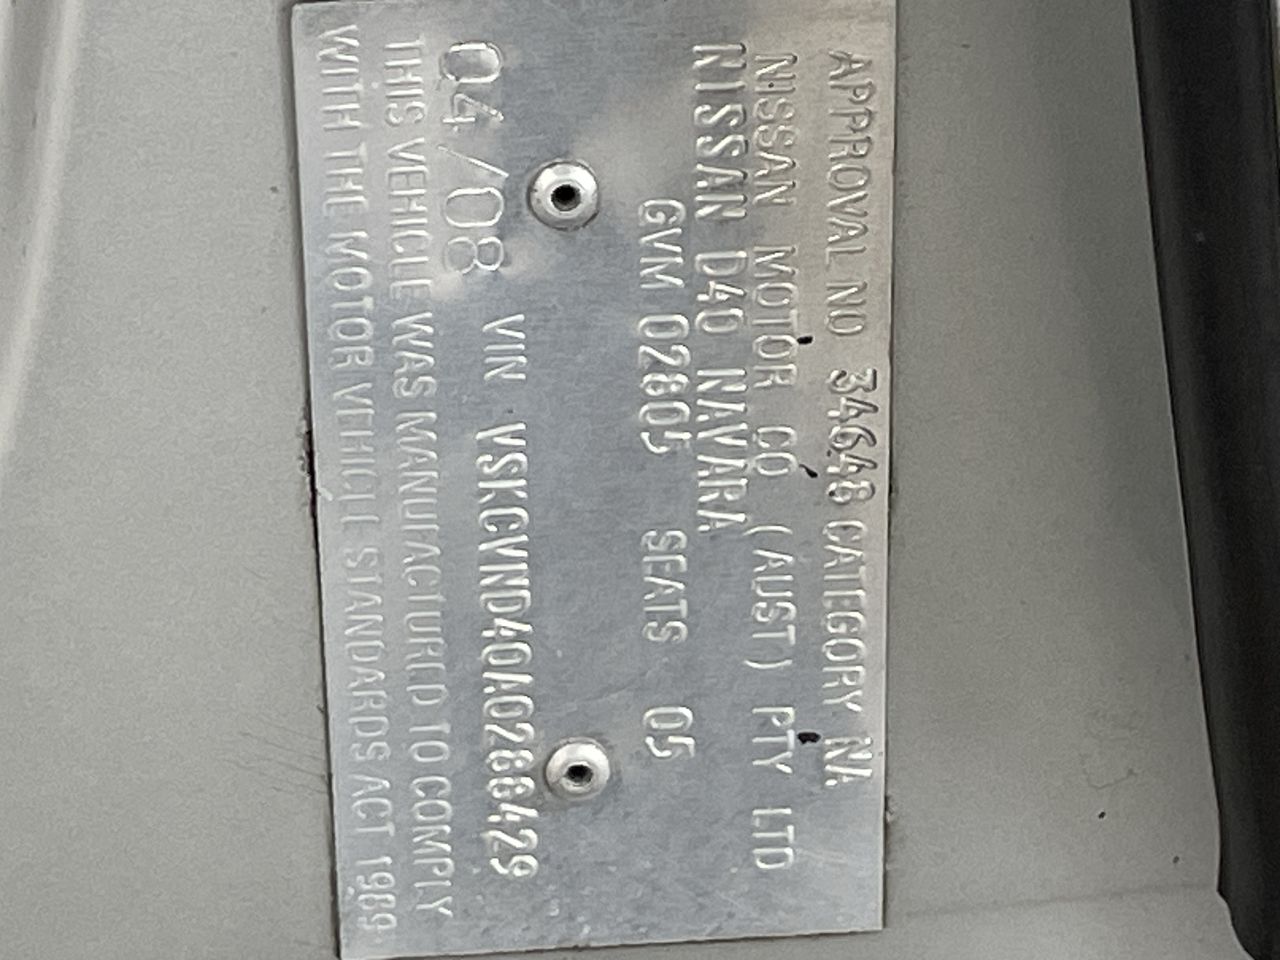 APPROVAL NO 34648 CATEGORY NA
NISSAN MOTOR CO (AUST) PTY LTD
NISSAN D40 NAVARA
GVM 02805 SEATS 05
04/08 VIN VSKCVND40A0286429
THIS VEHICLE WAS MANUFACTURED TO COMPLY
WITH THE MOTOR VEHICLE STANDARDS ACT 1989